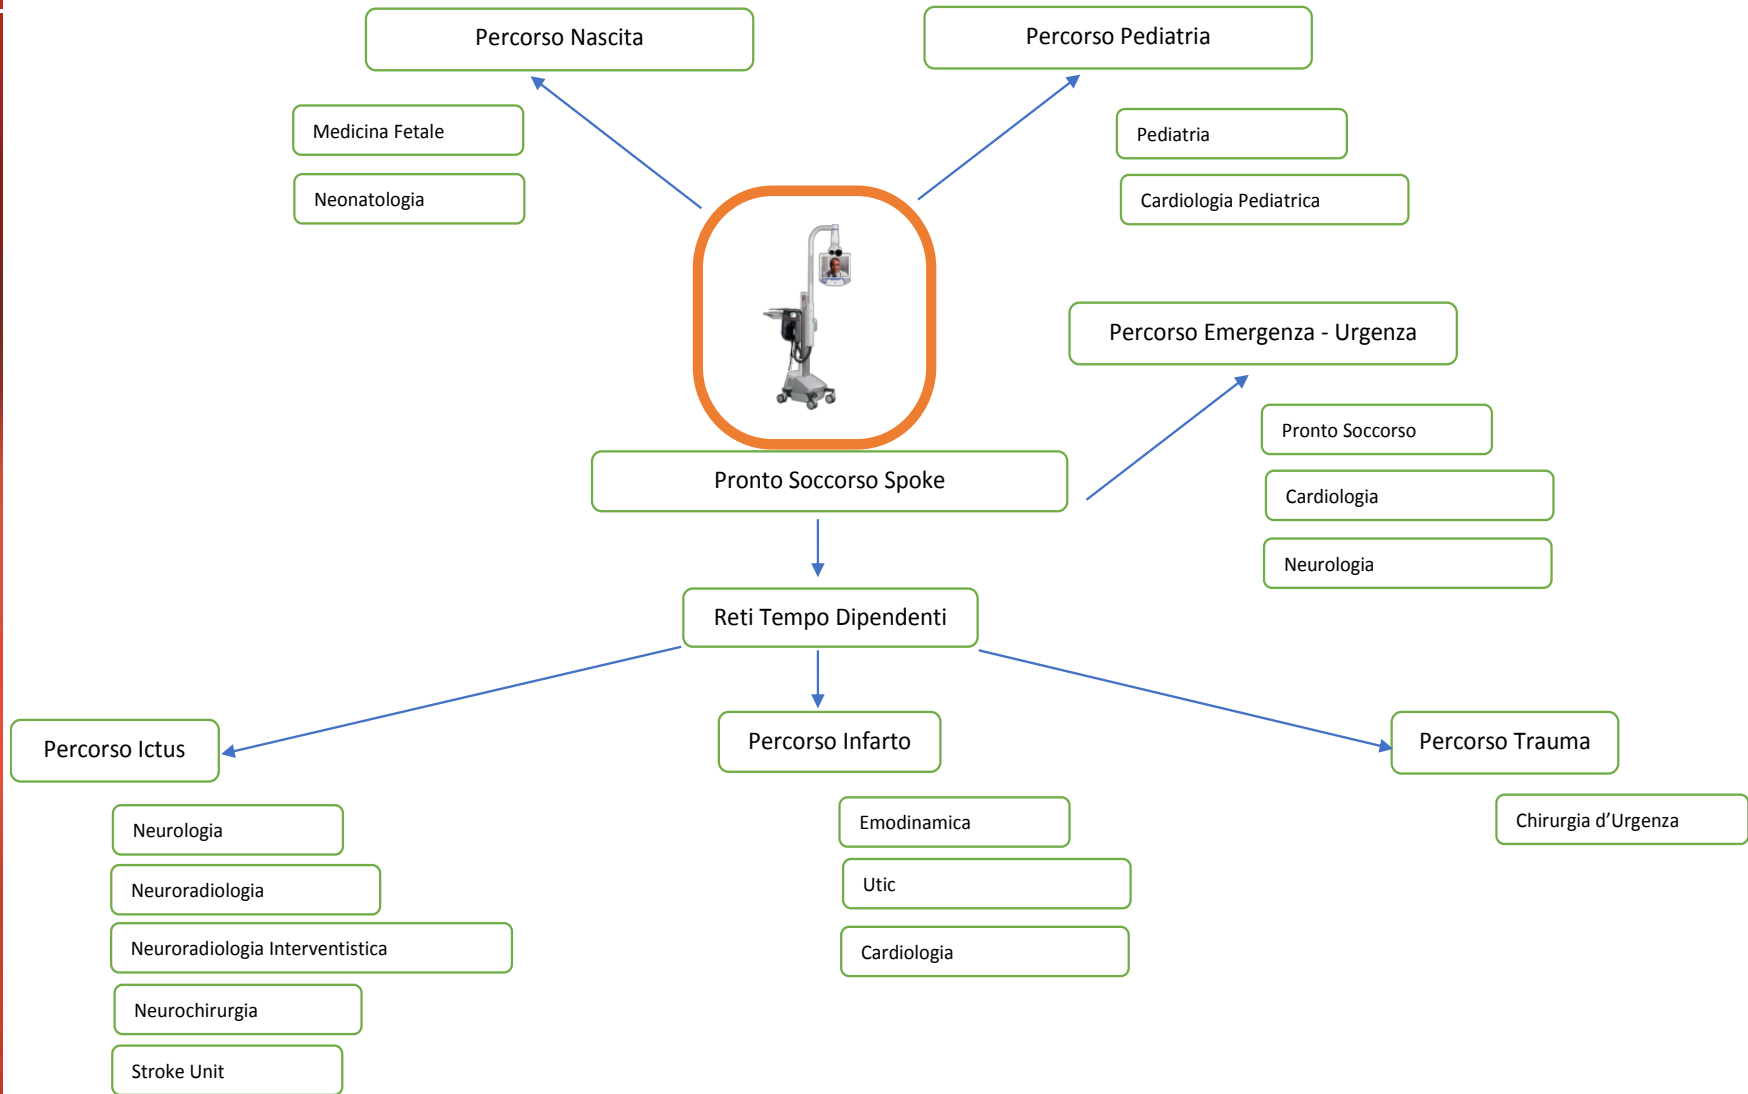 Percorso Nascita
Percorso Pediatria
Medicina Fetale
Neonatologia
Pediatria
Cardiologia Pediatrica
Percorso Emergenza - Urgenza
Pronto Soccorso
Cardiologia
Neurologia
Pronto Soccorso Spoke
Reti Tempo Dipendenti
Percorso Ictus
Percorso Infarto
Percorso Trauma
Neurologia
Neuroradiologia
Neuroradiologia Interventistica
Neurochirurgia
Stroke Unit
Emodinamica
Utic
Cardiologia
Chirurgia d’Urgenza